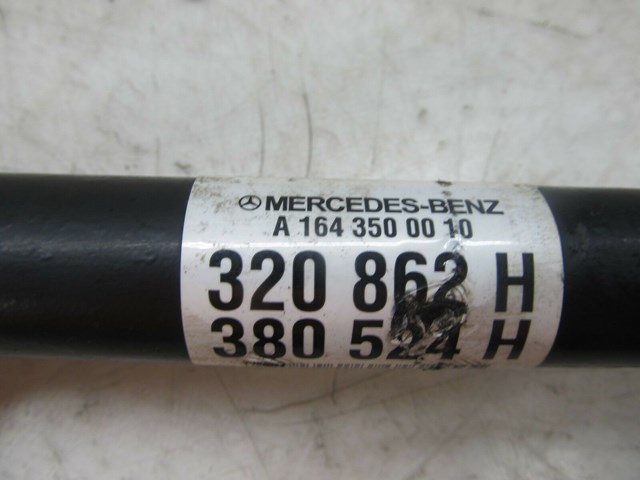 MERCEDES-BENZ
A 164 350 00 10
320 862 H
380 524 H